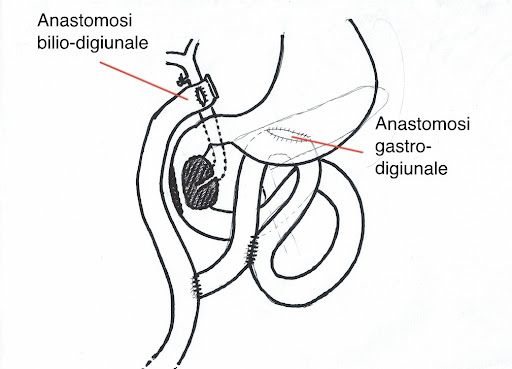 Anastomosi
bilio-digiunale
Anastomosi
gastro-
digiunale